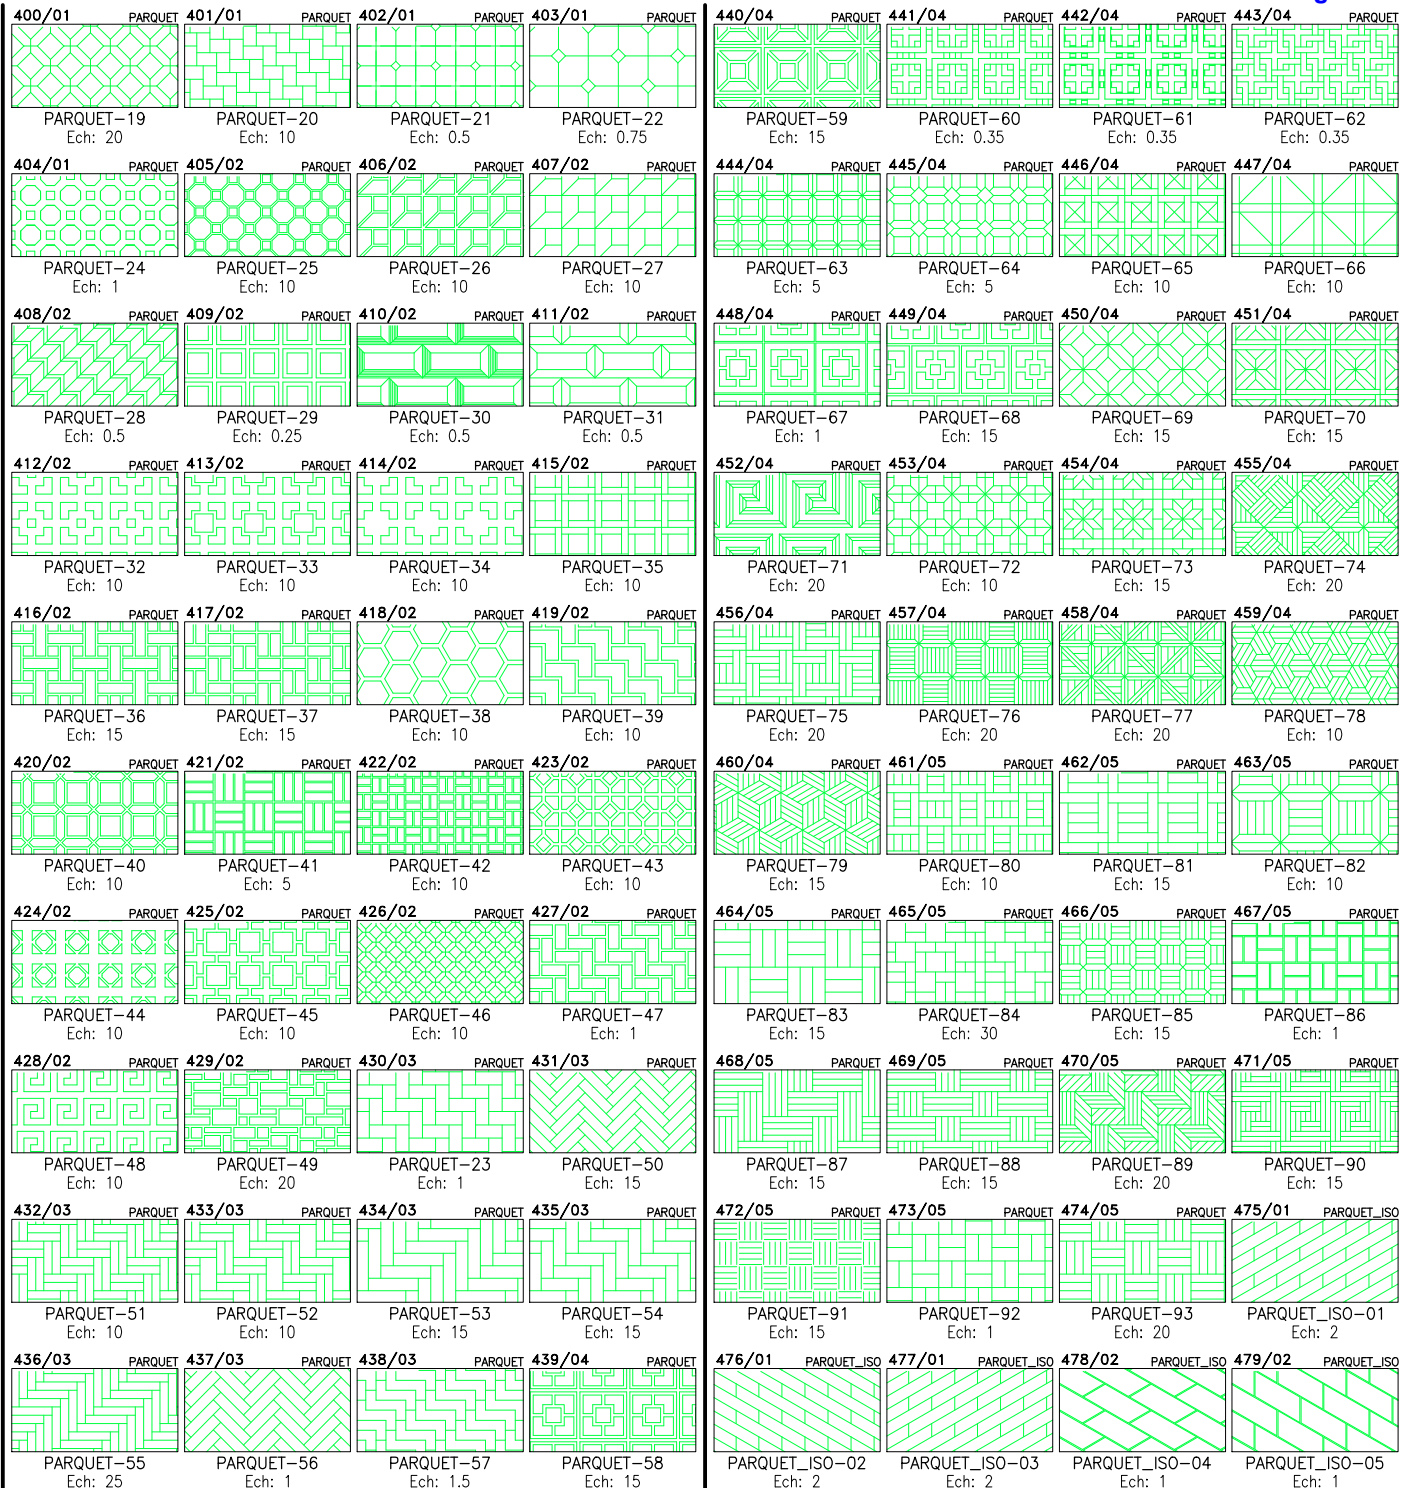 400/01 PARQUET 401/01 PARQUET 402/01 PARQUET 403/01 PARQUET
PARQUET-19 PARQUET-20 PARQUET-21 PARQUET-22
Ech: 20 Ech: 10 Ech: 0.5 Ech: 0.75
404/01 PARQUET 405/02 PARQUET 406/02 PARQUET 407/02 PARQUET
PARQUET-24 PARQUET-25 PARQUET-26 PARQUET-27
Ech: 1 Ech: 10 Ech: 10 Ech: 10
408/02 PARQUET 409/02 PARQUET 410/02 PARQUET 411/02 PARQUET
PARQUET-28 PARQUET-29 PARQUET-30 PARQUET-31
Ech: 0.5 Ech: 0.25 Ech: 0.5 Ech: 0.5
412/02 PARQUET 413/02 PARQUET 414/02 PARQUET 415/02 PARQUET
PARQUET-32 PARQUET-33 PARQUET-34 PARQUET-35
Ech: 10 Ech: 10 Ech: 10 Ech: 10
416/02 PARQUET 417/02 PARQUET 418/02 PARQUET 419/02 PARQUET
PARQUET-36 PARQUET-37 PARQUET-38 PARQUET-39
Ech: 15 Ech: 15 Ech: 10 Ech: 10
420/02 PARQUET 421/02 PARQUET 422/02 PARQUET 423/02 PARQUET
PARQUET-40 PARQUET-41 PARQUET-42 PARQUET-43
Ech: 10 Ech: 5 Ech: 10 Ech: 10
424/02 PARQUET 425/02 PARQUET 426/02 PARQUET 427/02 PARQUET
PARQUET-44 PARQUET-45 PARQUET-46 PARQUET-47
Ech: 10 Ech: 10 Ech: 10 Ech: 1
428/02 PARQUET 429/02 PARQUET 430/03 PARQUET 431/03 PARQUET
PARQUET-48 PARQUET-49 PARQUET-23 PARQUET-50
Ech: 10 Ech: 20 Ech: 1 Ech: 15
432/03 PARQUET 433/03 PARQUET 434/03 PARQUET 435/03 PARQUET
PARQUET-51 PARQUET-52 PARQUET-53 PARQUET-54
Ech: 10 Ech: 10 Ech: 15 Ech: 15
436/03 PARQUET 437/03 PARQUET 438/03 PARQUET 439/04 PARQUET
PARQUET-55 PARQUET-56 PARQUET-57 PARQUET-58
Ech: 25 Ech: 1 Ech: 1.5 Ech: 15
440/04 PARQUET 441/04 PARQUET 442/04 PARQUET 443/04 PARQUET
PARQUET-59 PARQUET-60 PARQUET-61 PARQUET-62
Ech: 15 Ech: 0.35 Ech: 0.35 Ech: 0.35
444/04 PARQUET 445/04 PARQUET 446/04 PARQUET 447/04 PARQUET
PARQUET-63 PARQUET-64 PARQUET-65 PARQUET-66
Ech: 5 Ech: 5 Ech: 10 Ech: 10
448/04 PARQUET 449/04 PARQUET 450/04 PARQUET 451/04 PARQUET
PARQUET-67 PARQUET-68 PARQUET-69 PARQUET-70
Ech: 1 Ech: 15 Ech: 15 Ech: 15
452/04 PARQUET 453/04 PARQUET 454/04 PARQUET 455/04 PARQUET
PARQUET-71 PARQUET-72 PARQUET-73 PARQUET-74
Ech: 20 Ech: 10 Ech: 15 Ech: 20
456/04 PARQUET 457/04 PARQUET 458/04 PARQUET 459/04 PARQUET
PARQUET-75 PARQUET-76 PARQUET-77 PARQUET-78
Ech: 20 Ech: 20 Ech: 20 Ech: 10
460/04 PARQUET 461/05 PARQUET 462/05 PARQUET 463/05 PARQUET
PARQUET-79 PARQUET-80 PARQUET-81 PARQUET-82
Ech: 15 Ech: 10 Ech: 15 Ech: 10
464/05 PARQUET 465/05 PARQUET 466/05 PARQUET 467/05 PARQUET
PARQUET-83 PARQUET-84 PARQUET-85 PARQUET-86
Ech: 15 Ech: 30 Ech: 15 Ech: 1
468/05 PARQUET 469/05 PARQUET 470/05 PARQUET 471/05 PARQUET
PARQUET-87 PARQUET-88 PARQUET-89 PARQUET-90
Ech: 15 Ech: 15 Ech: 20 Ech: 15
472/05 PARQUET 473/05 PARQUET 474/05 PARQUET 475/01 PARQUET_ISO
PARQUET-91 PARQUET-92 PARQUET-93 PARQUET_ISO-01
Ech: 15 Ech: 1 Ech: 20 Ech: 2
476/01 PARQUET_ISO 477/01 PARQUET_ISO 478/02 PARQUET_ISO 479/02 PARQUET_ISO
PARQUET_ISO-02 PARQUET_ISO-03 PARQUET_ISO-04 PARQUET_ISO-05
Ech: 2 Ech: 2 Ech: 1 Ech: 1